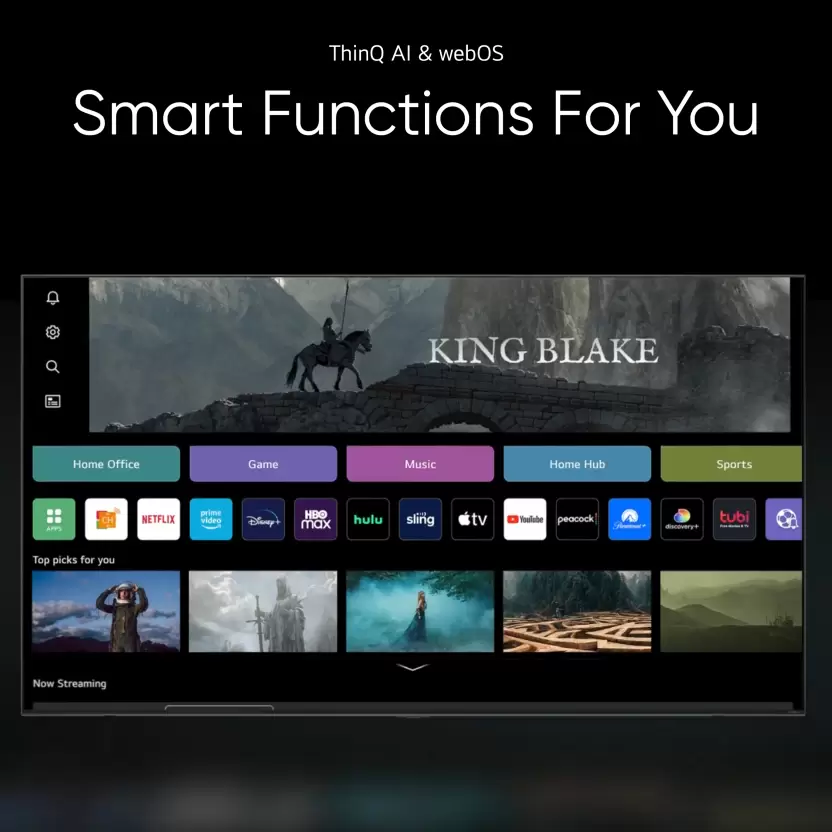 ThinQ AI & webOS
Smart Functions For You
KING BLAKE
Home Office
Game
Music
Home Hub
Sports
APPS
CH
NETFLIX
prime video
Disney+
HBO max
hulu
sling
tv
YouTube
peacock
Paramount+
discovery+
tubi
Top picks for you
Now Streaming